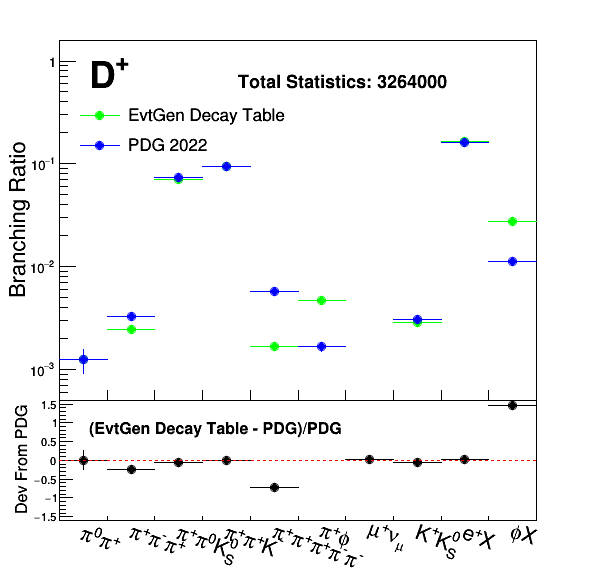 D⁺
Total Statistics: 3264000
EvtGen Decay Table
PDG 2022
Branching Ratio
1
10⁻¹
10⁻²
10⁻³
(EvtGen Decay Table - PDG)/PDG
Dev From PDG
1.5
1
0.5
0
−0.5
−1
−1.5
π⁰π⁺
π⁺π⁻π⁺
π⁺π⁰K⁰S
π⁺π⁺K⁻
π⁺π⁺π⁺π⁻π⁻
π⁺ϕ
μ⁺νμ
K⁺K⁰S
e⁺X
ϕX